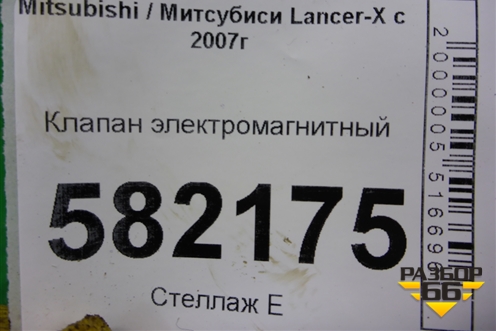 Mitsubishi / Митсубиси Lancer-X с
2007г
Клапан электромагнитный
582175
Стеллаж Е
РАЗБОР
66